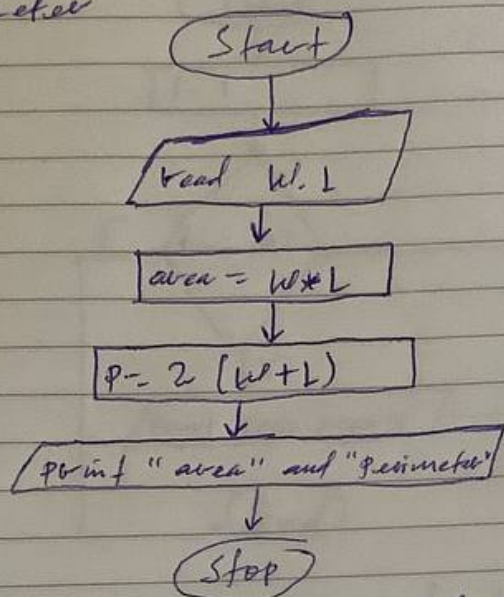 Start
read W. L
area = W*L
P = 2 (W+L)
print "area" and "Perimeter"
Stop